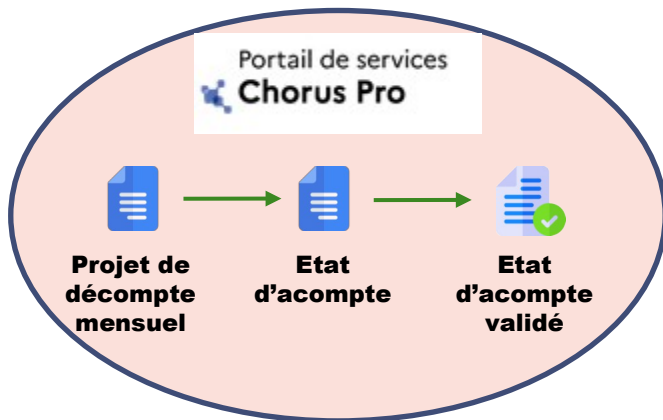 Portail de services
Chorus Pro
Projet de
décompte
mensuel
Etat
d’acompte
Etat
d’acompte
validé